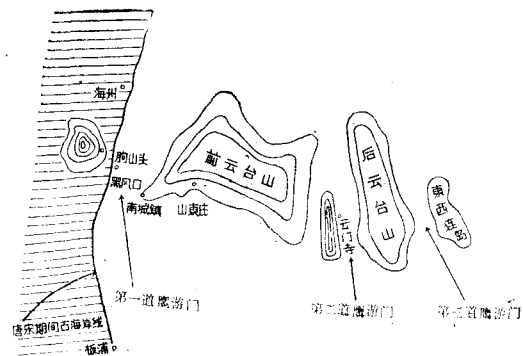 海州
朐山头
黑风口
南城镇
山东庄
前云台山
后云台山
云门寺
東西连岛
第一道鹰游门
第二道鹰游门
第三道鹰游门
唐宋期间古海岸线
板浦